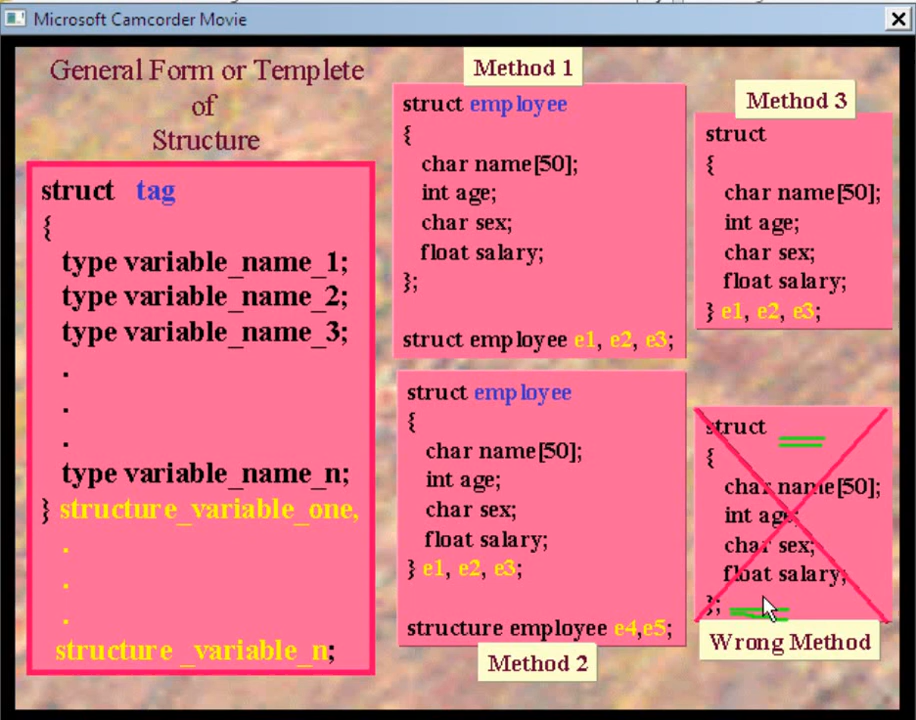 Microsoft Camcorder Movie
General Form or Templete
of
Structure
struct tag
{
type variable_name_1;
type variable_name_2;
type variable_name_3;
.
.
.
type variable_name_n;
} structure_variable_one,
.
.
.
structure _variable_n;
Method 1
struct employee
{
char name[50];
int age;
char sex;
float salary;
};
struct employee e1, e2, e3;
struct employee
{
char name[50];
int age;
char sex;
float salary;
} e1, e2, e3;
structure employee e4,e5;
Method 2
Method 3
struct
{
char name[50];
int age;
char sex;
float salary;
} e1, e2, e3;
struct
{
char name[50];
int age;
char sex;
float salary;
};
Wrong Method